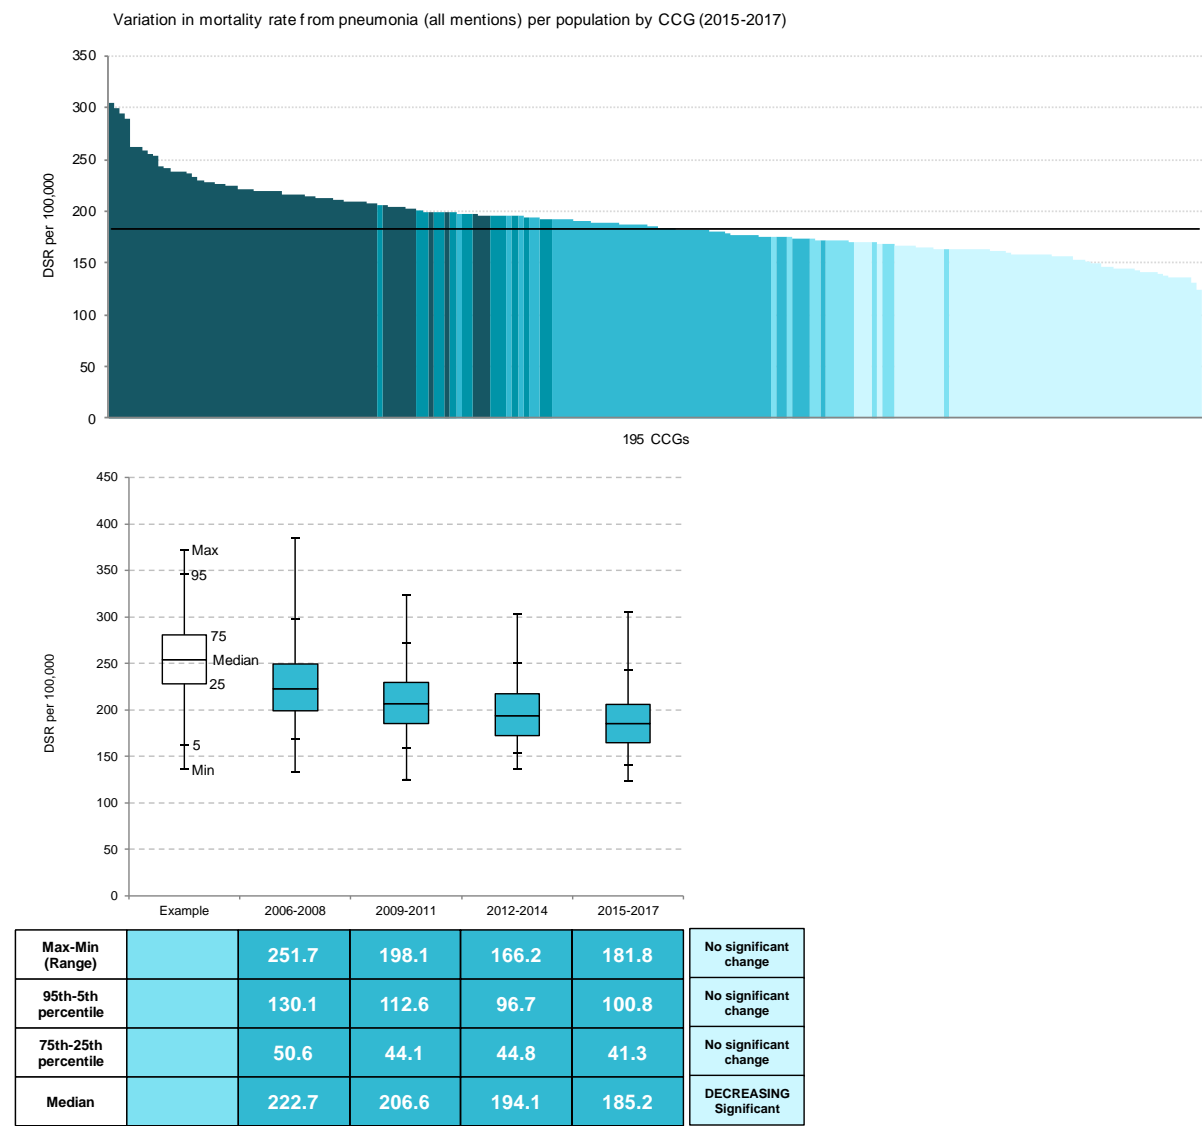 Variation in mortality rate from pneumonia (all mentions) per population by CCG (2015-2017)
350
300
250
200
150
100
50
0
DSR per 100,000
195 CCGs
450
400
350
300
250
200
150
100
50
0
DSR per 100,000
Max
95
75
Median
25
5
Min
Example 2006-2008 2009-2011 2012-2014 2015-2017
Max-Min
(Range)
251.7 198.1 166.2 181.8
No significant
change
95th-5th
percentile
130.1 112.6 96.7 100.8
No significant
change
75th-25th
percentile
50.6 44.1 44.8 41.3
No significant
change
Median 222.7 206.6 194.1 185.2
DECREASING
Significant